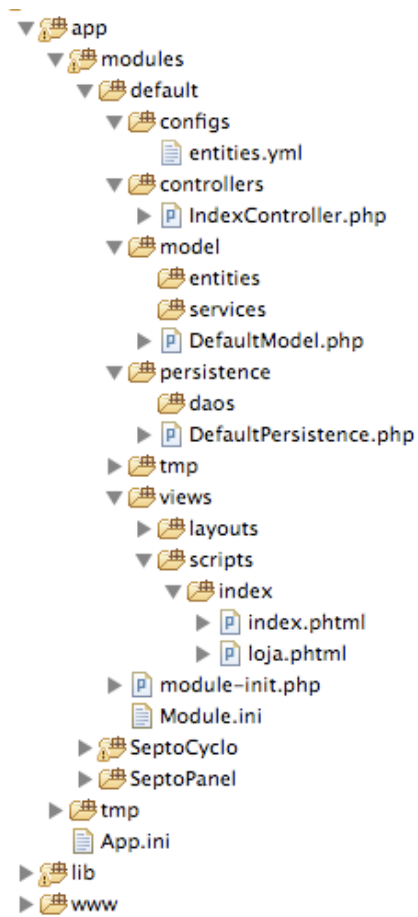 app
modules
default
configs
entities.yml
controllers
IndexController.php
model
entities
services
DefaultModel.php
persistence
daos
DefaultPersistence.php
tmp
views
layouts
scripts
index
index.phtml
loja.phtml
module-init.php
Module.ini
SeptoCyclo
SeptoPanel
tmp
App.ini
lib
www